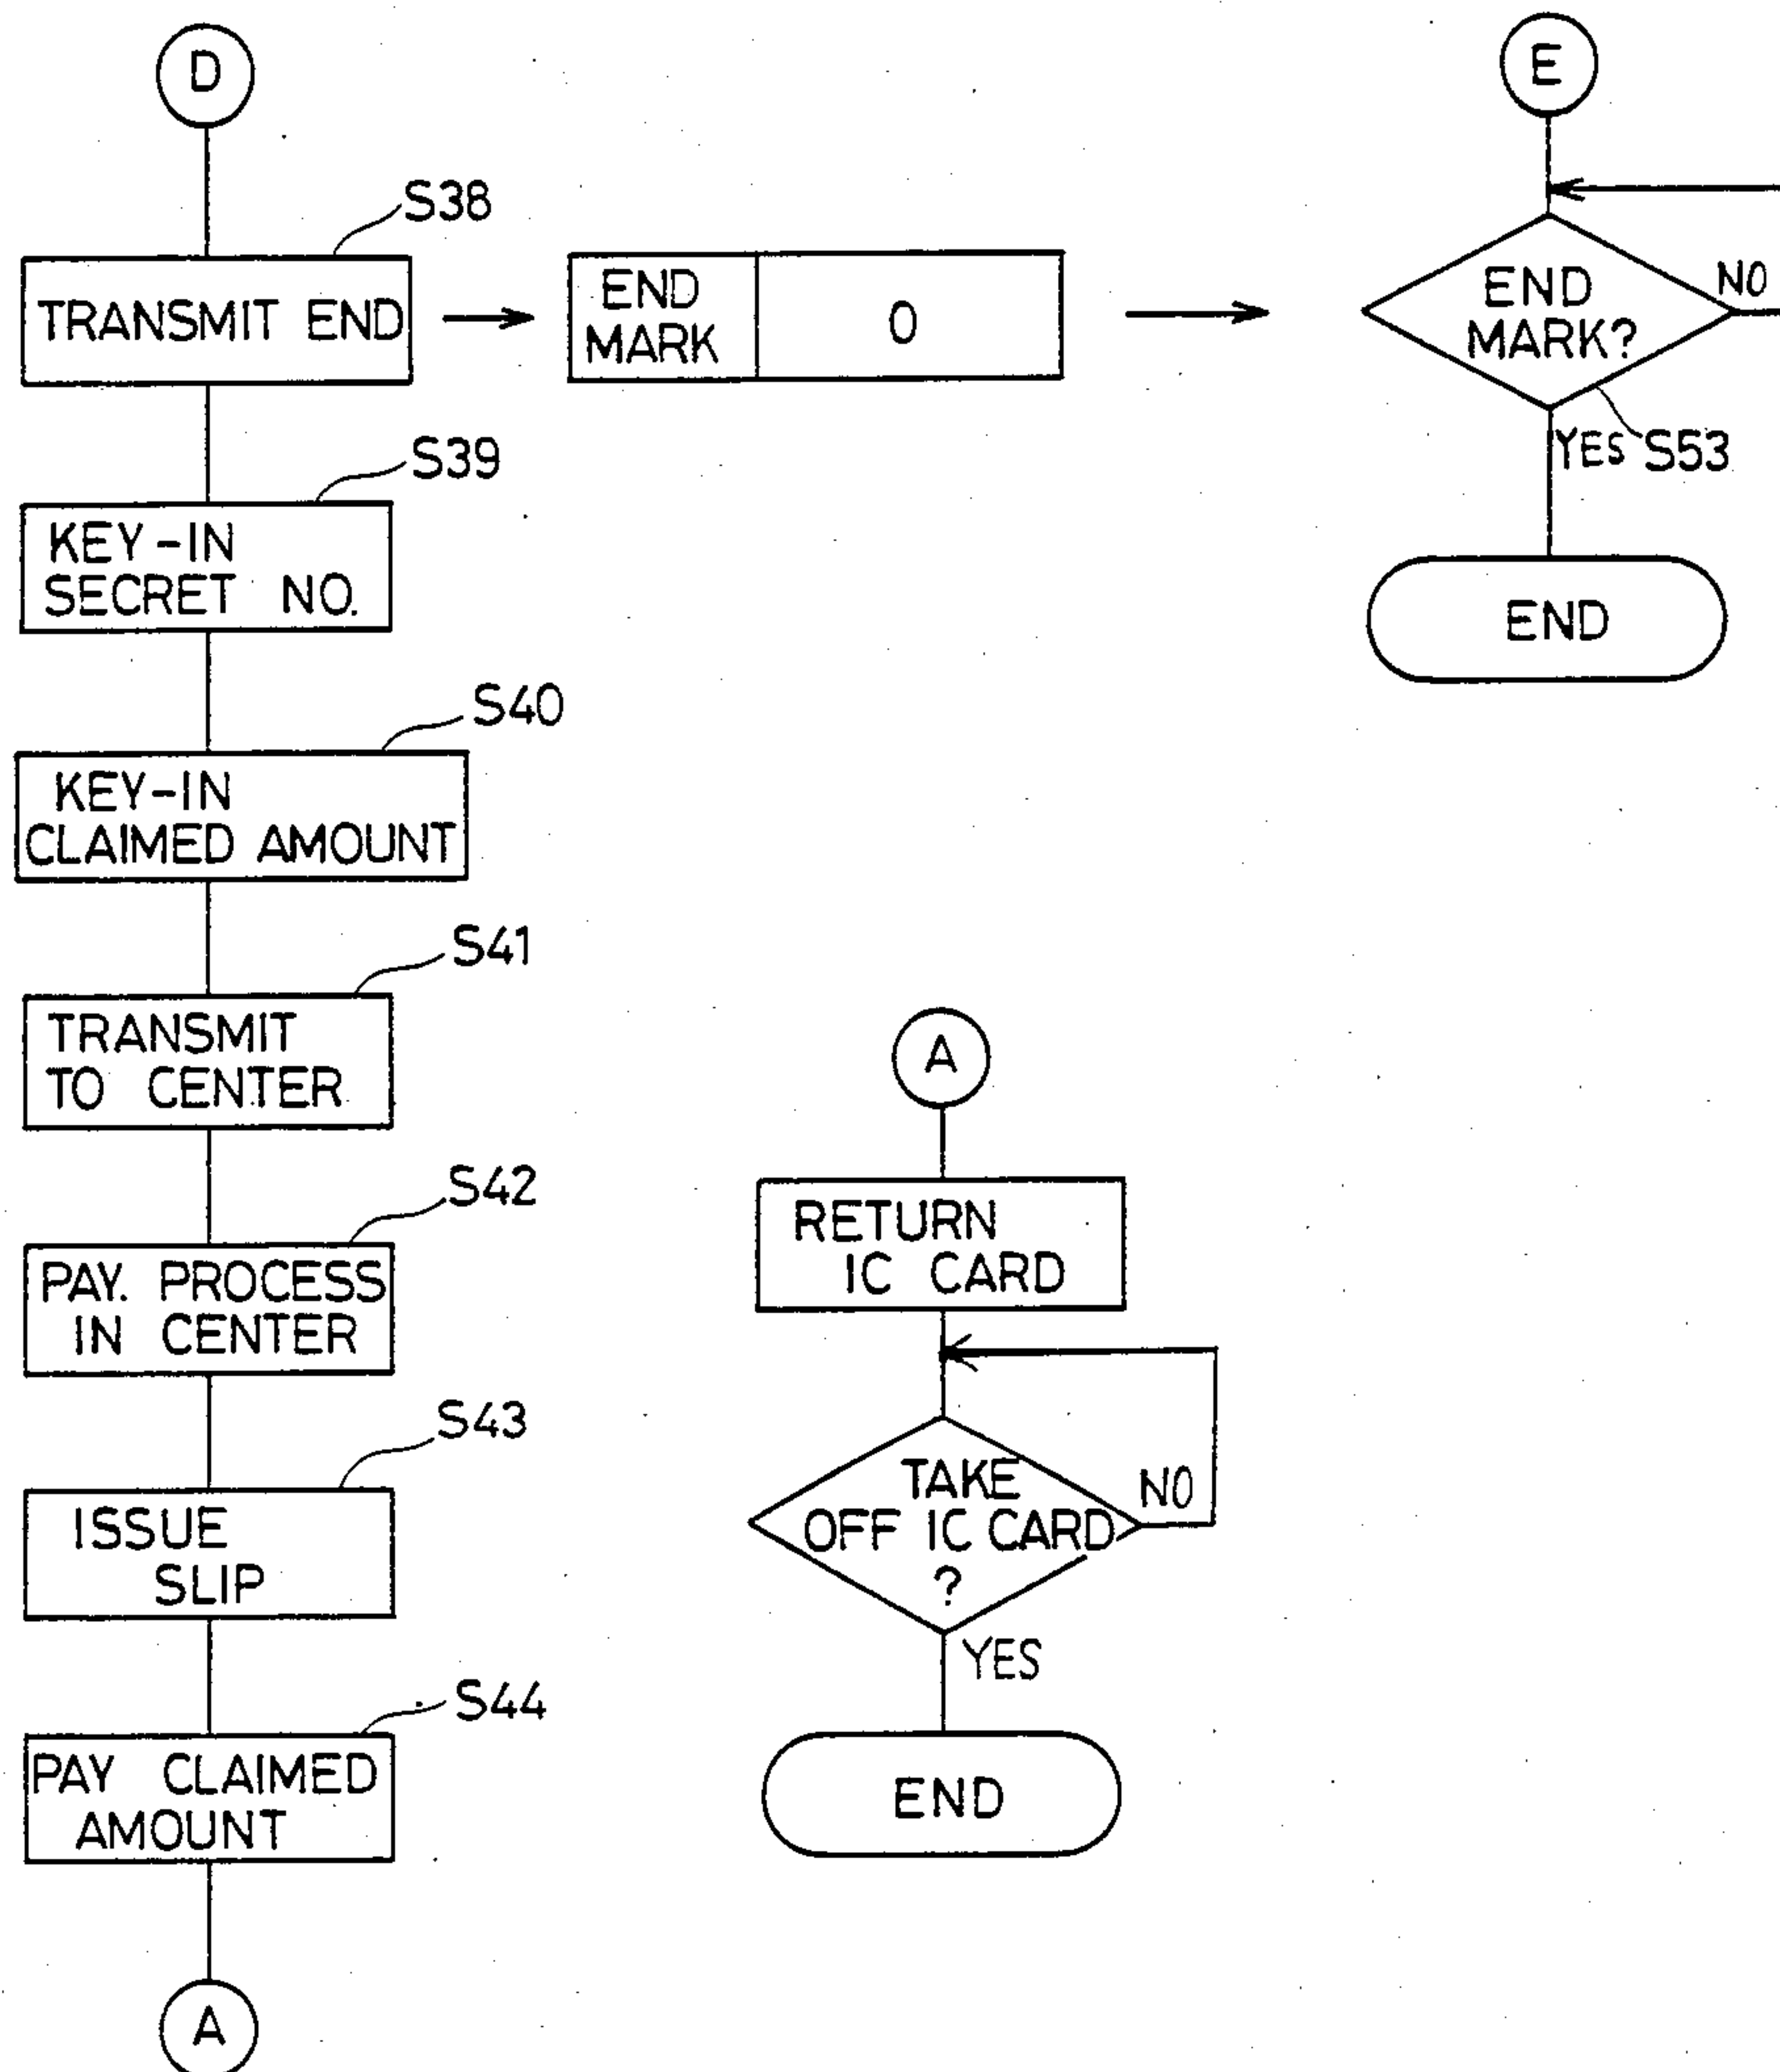 D
S38
TRANSMIT END
END
MARK
0
E
END
MARK?
NO
YES
S53
END
S39
KEY-IN
SECRET NO.
S40
KEY-IN
CLAIMED AMOUNT
S41
TRANSMIT
TO CENTER
S42
PAY. PROCESS
IN CENTER
S43
ISSUE
SLIP
S44
PAY CLAIMED
AMOUNT
A
A
RETURN
IC CARD
TAKE
OFF IC CARD
?
NO
YES
END